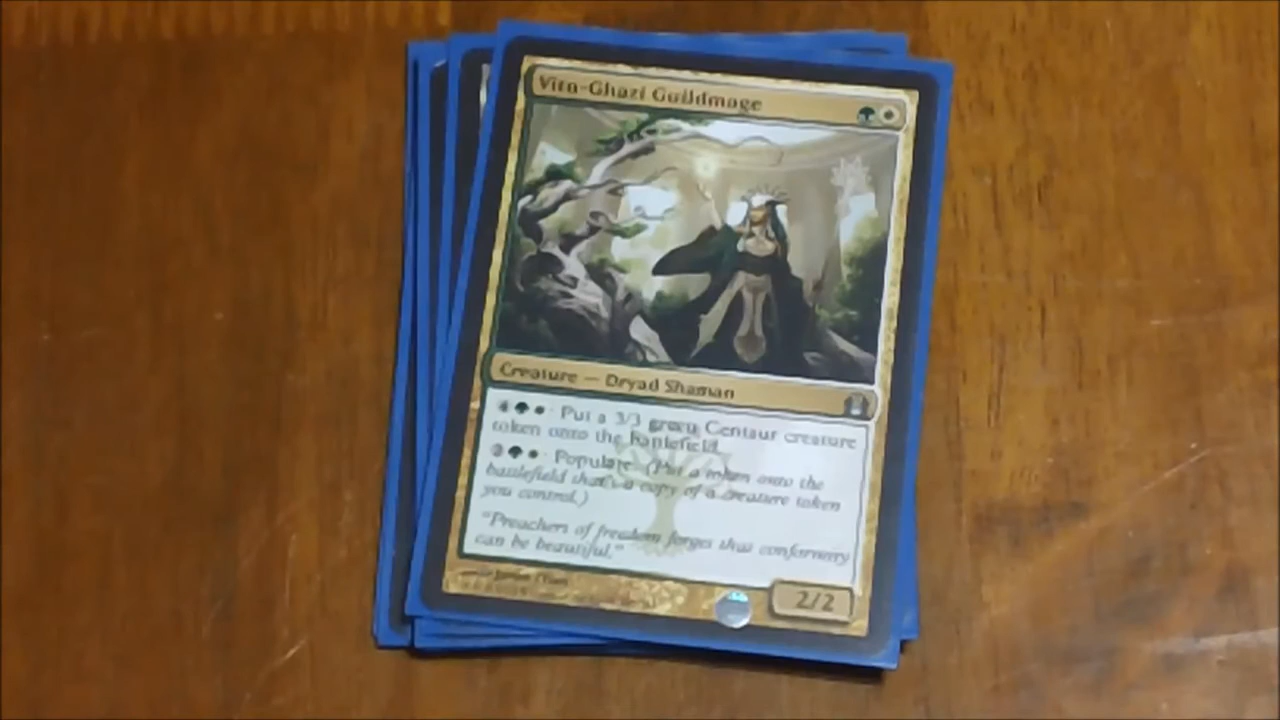 Vitu-Ghazi Guildmage
Creature — Dryad Shaman
4 : Put a 3/3 green Centaur creature
token onto the battlefield.
2 : Populate. (Put a token onto the
battlefield that's a copy of a creature token
you control.)
"Preachers of freedom forget that conformity
can be beautiful."
2/2